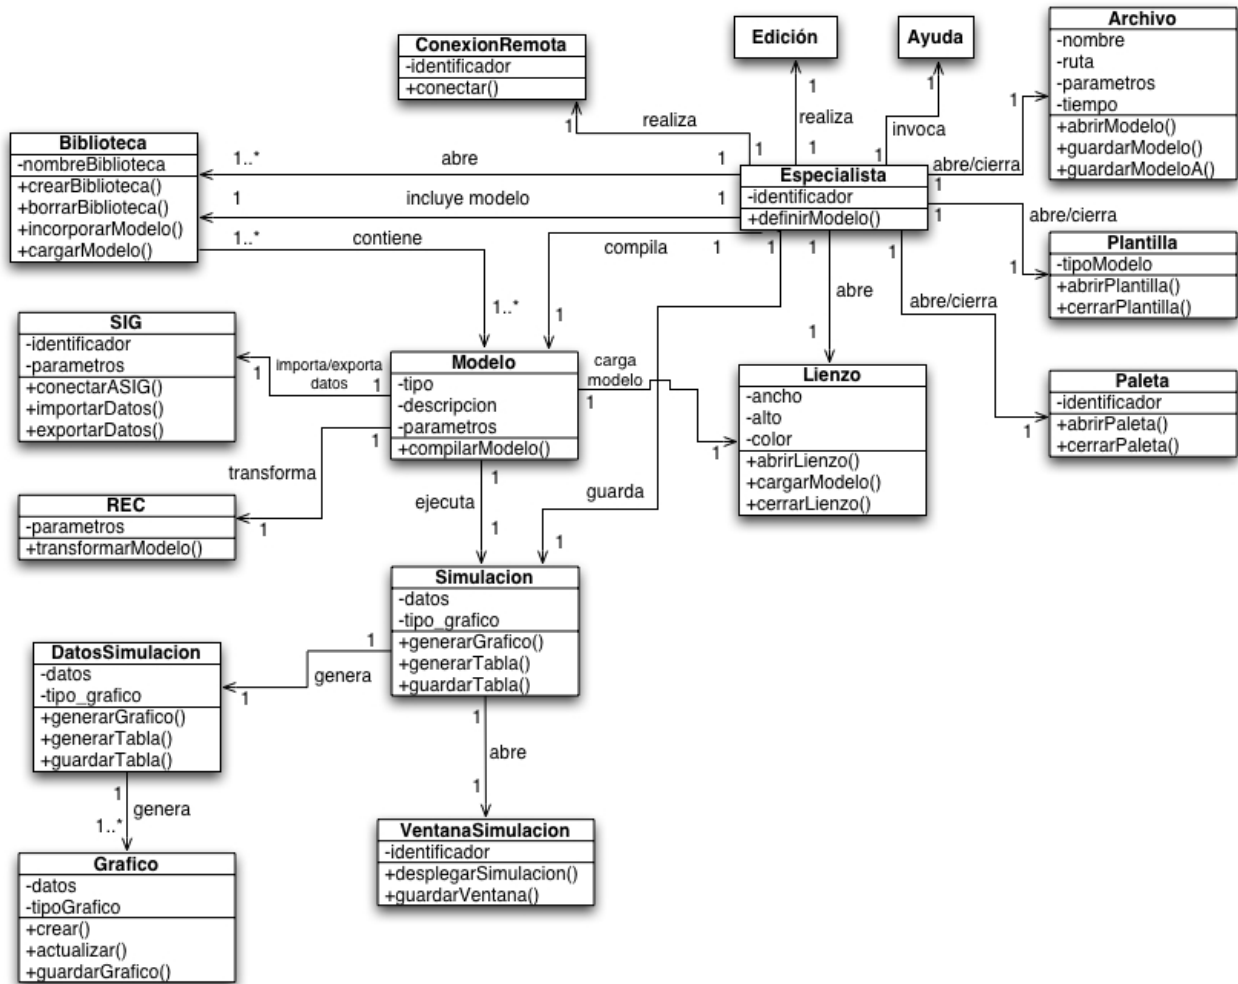 ConexionRemota
-identificador
+conectar()
Edición
Ayuda
Archivo
-nombre
-ruta
-parametros
-tiempo
+abrirModelo()
+guardarModelo()
+guardarModeloA()
1
realiza
1
1
realiza
1
1
invoca
1
1
abre/cierra
1
Biblioteca
-nombreBiblioteca
+crearBiblioteca()
+borrarBiblioteca()
+incorporarModelo()
+cargarModelo()
1..*
abre
1
1
incluye modelo
1
Especialista
-identificador
+definirModelo()
1
abre/cierra
1
Plantilla
-tipoModelo
+abrirPlantilla()
+cerrarPlantilla()
1..*
contiene
1..*
compila
1
1
1
1
abre
1
1
abre/cierra
1
SIG
-identificador
-parametros
+conectarASIG()
+importarDatos()
+exportarDatos()
importa/exporta
datos
1
1
Modelo
-tipo
-descripcion
-parametros
+compilarModelo()
carga
modelo
1
1
Lienzo
-ancho
-alto
-color
+abrirLienzo()
+cargarModelo()
+cerrarLienzo()
Paleta
-identificador
+abrirPaleta()
+cerrarPaleta()
1
transforma
1
REC
-parametros
+transformarModelo()
1
ejecuta
1
guarda
1
Simulacion
-datos
-tipo_grafico
+generarGrafico()
+generarTabla()
+guardarTabla()
1
genera
1
DatosSimulacion
-datos
-tipo_grafico
+generarGrafico()
+generarTabla()
+guardarTabla()
1
abre
1
1
genera
1..*
VentanaSimulacion
-identificador
+desplegarSimulacion()
+guardarVentana()
Grafico
-datos
-tipoGrafico
+crear()
+actualizar()
+guardarGrafico()